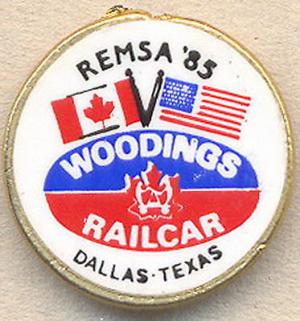 REMSA '85
WOODINGS
RAILCAR
DALLAS·TEXAS